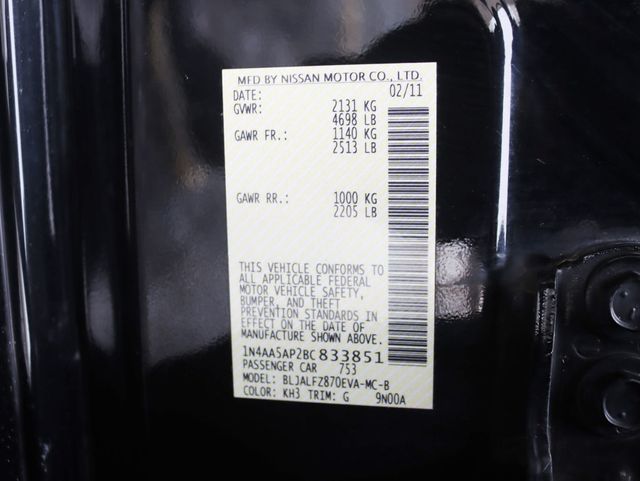 MFD BY NISSAN MOTOR CO., LTD.
DATE: 02/11
GVWR: 2131 KG
4698 LB
GAWR FR.: 1140 KG
2513 LB
GAWR RR.: 1000 KG
2205 LB
THIS VEHICLE CONFORMS TO
ALL APPLICABLE FEDERAL
MOTOR VEHICLE SAFETY,
BUMPER, AND THEFT
PREVENTION STANDARDS IN
EFFECT ON THE DATE OF
MANUFACTURE SHOWN ABOVE.
1N4AA5AP2BC833851
PASSENGER CAR 753
MODEL: BLJALFZ870EVA-MC-B
COLOR: KH3 TRIM: G 9N00A